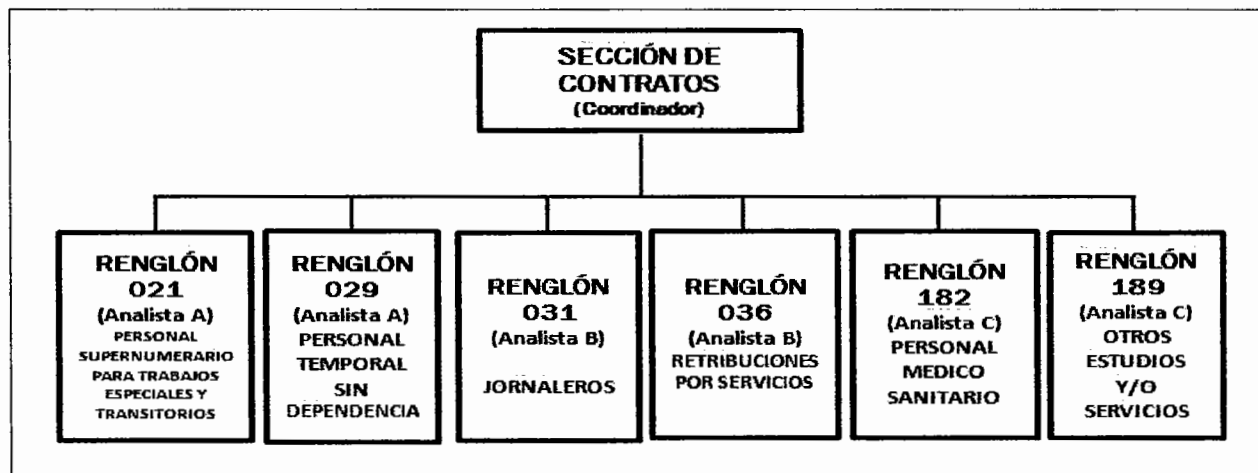 SECCIÓN DE
CONTRATOS
(Coordinador)
RENGLÓN
021
(Analista A)
PERSONAL
SUPERNUMERARIO
PARA TRABAJOS
ESPECIALES Y
TRANSITORIOS
RENGLÓN
029
(Analista A)
PERSONAL
TEMPORAL
SIN
DEPENDENCIA
RENGLÓN
031
(Analista B)
JORNALEROS
RENGLÓN
036
(Analista B)
RETRIBUCIONES
POR SERVICIOS
RENGLÓN
182
(Analista C)
PERSONAL
MEDICO
SANITARIO
RENGLÓN
189
(Analista C)
OTROS
ESTUDIOS
Y/O
SERVICIOS